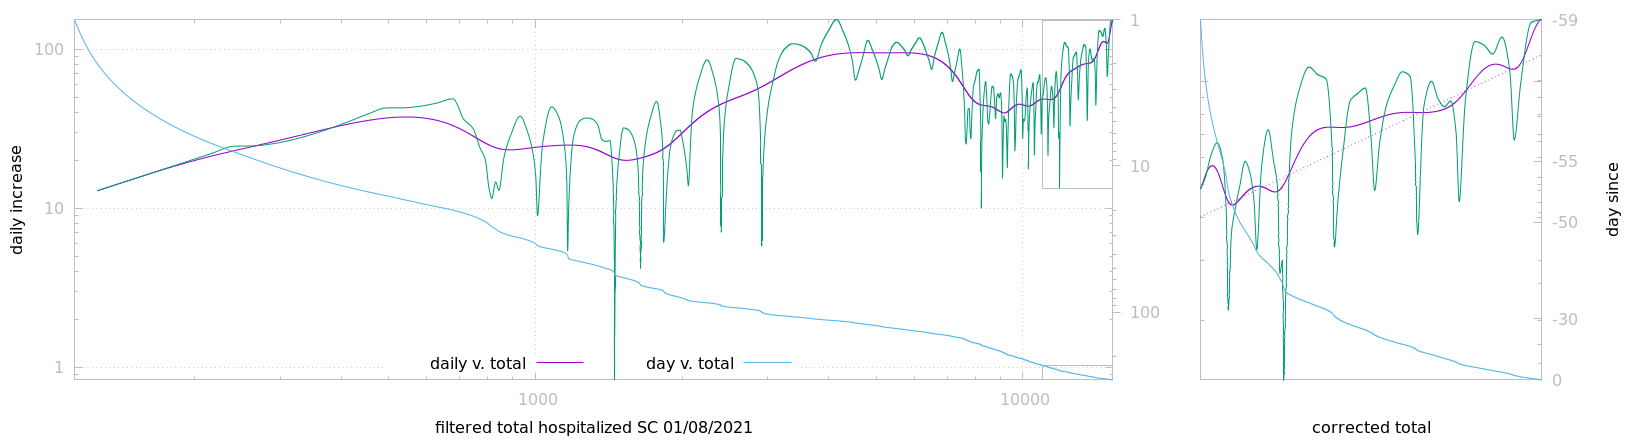 100
10
1
daily increase
1
10
100
daily v. total
day v. total
1000
10000
filtered total hospitalized SC 01/08/2021
-59
-55
-50
-30
0
day since
corrected total